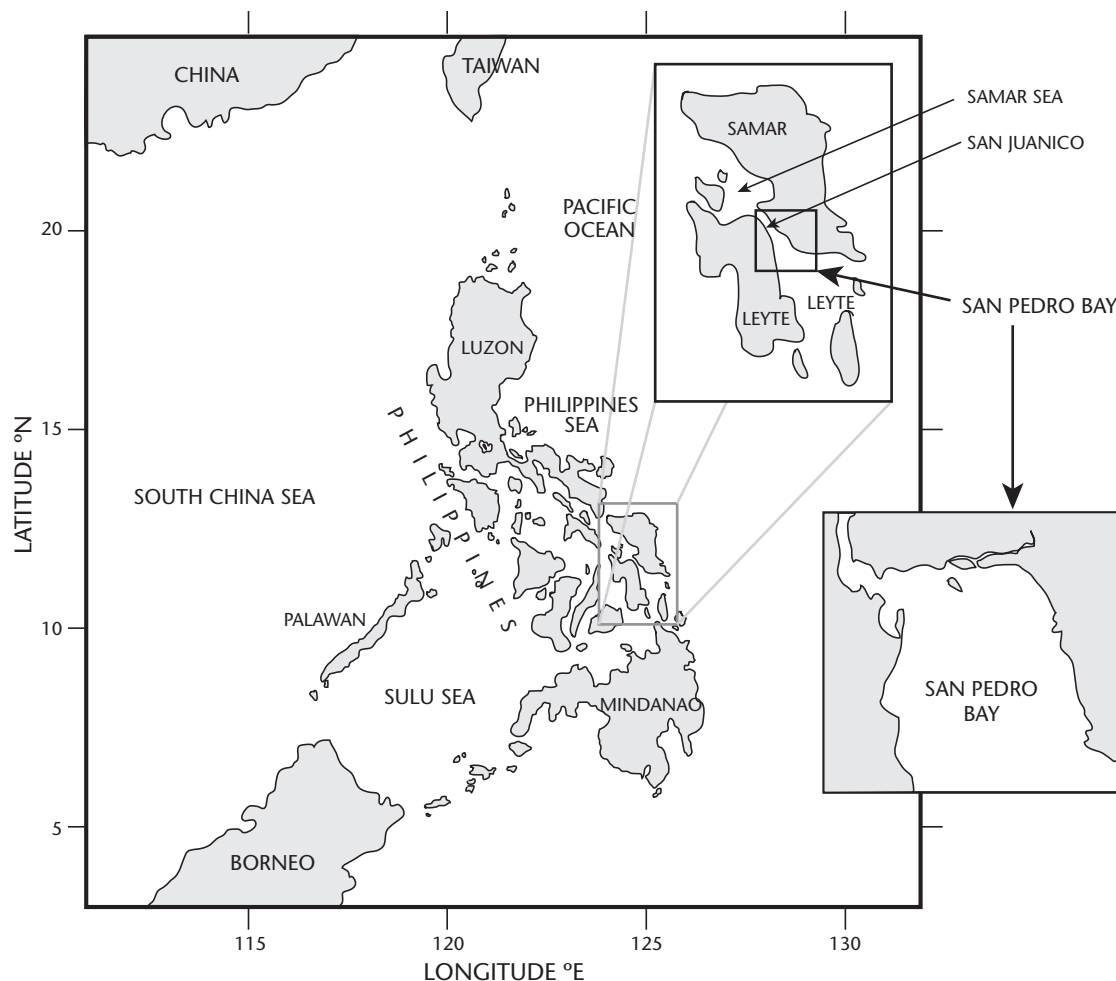 CHINA
TAIWAN
SAMAR SEA
SAMAR
SAN JUANICO
20
PACIFIC
OCEAN
LEYTE
LEYTE
SAN PEDRO BAY
LUZON
PHILIPPINES
SEA
15
PHILIPPINES
SOUTH CHINA SEA
LATITUDE ºN
PALAWAN
10
SULU SEA
MINDANAO
SAN PEDRO
BAY
5
BORNEO
115
120
125
130
LONGITUDE ºE